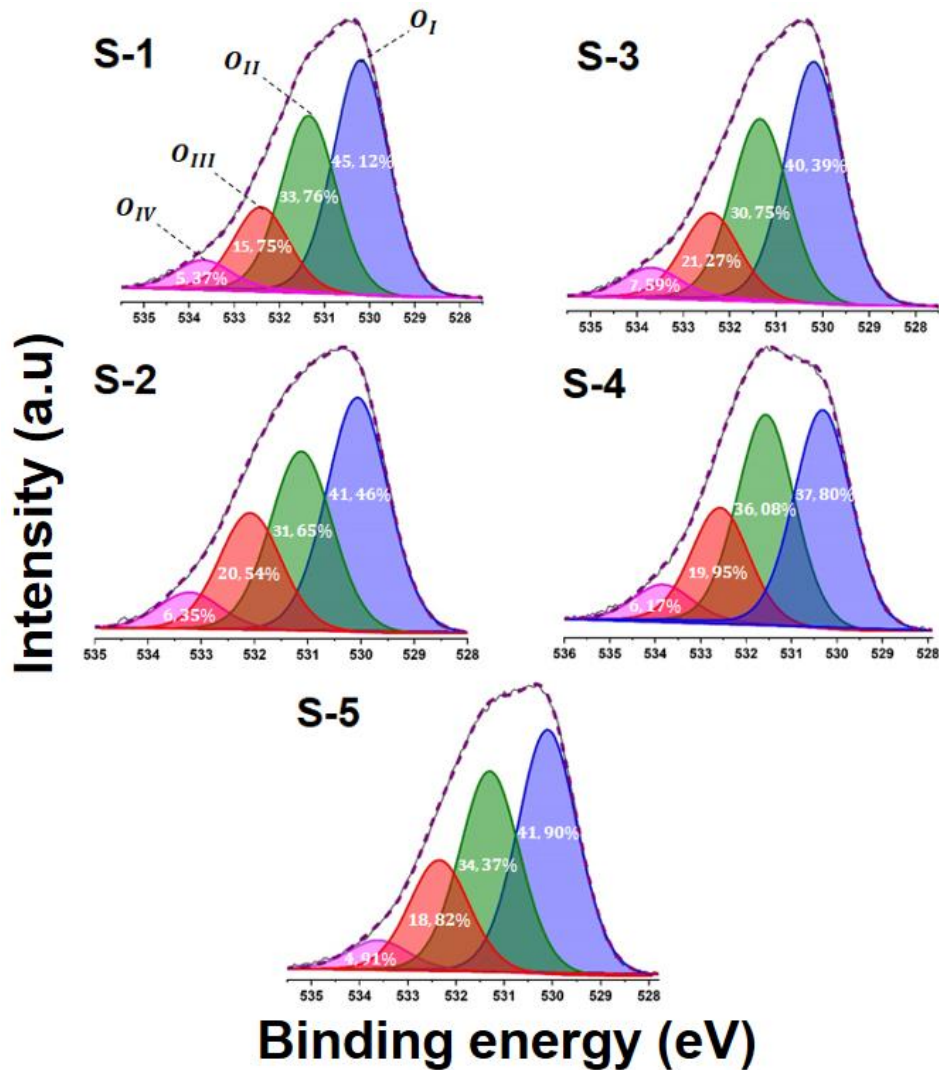 S-1
O_I
O_II
O_III
O_IV
45,12%
33,76%
15,75%
5,37%
535 534 533 532 531 530 529 528
S-3
40,39%
30,75%
21,27%
7,59%
535 534 533 532 531 530 529 528
S-2
41,46%
31,65%
20,54%
6,35%
535 534 533 532 531 530 529 528
S-4
37,80%
36,08%
19,95%
6,17%
536 535 534 533 532 531 530 529 528
S-5
41,90%
34,37%
18,82%
4,91%
535 534 533 532 531 530 529 528
Intensity (a.u)
Binding energy (eV)